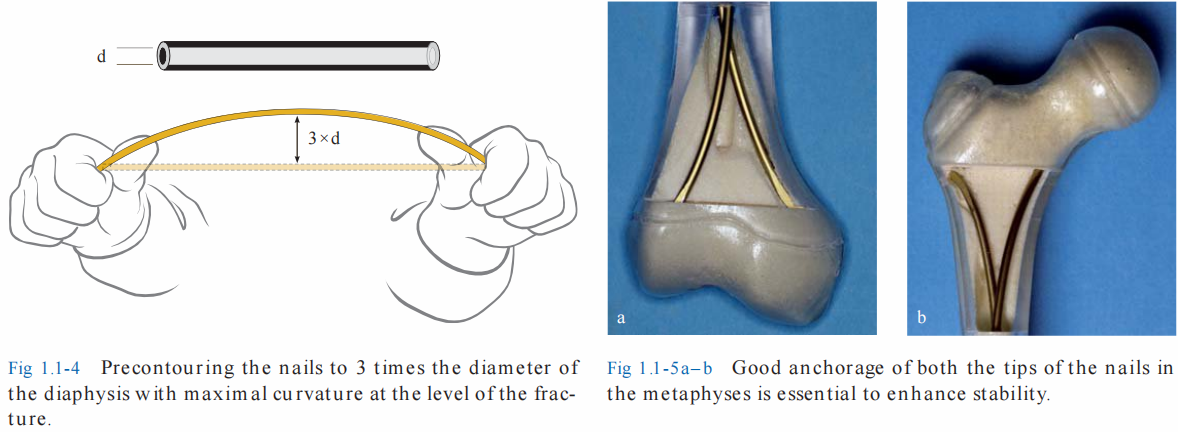 d
3×d
a
b
Fig 1.1-4 Precontouring the nails to 3 times the diameter of
the diaphysis with maximal curvature at the level of the frac-
ture.
Fig 1.1-5a–b Good anchorage of both the tips of the nails in
the metaphyses is essential to enhance stability.